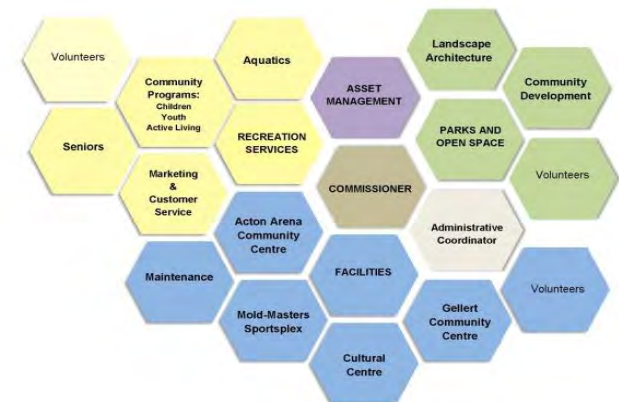 Volunteers
Community
Programs:
Children
Youth
Active Living
Aquatics
ASSET
MANAGEMENT
Landscape
Architecture
Community
Development
Seniors
RECREATION
SERVICES
PARKS AND
OPEN SPACE
Marketing
&
Customer
Service
COMMISSIONER
Volunteers
Acton Arena
Community
Centre
Administrative
Coordinator
Maintenance
FACILITIES
Volunteers
Mold-Masters
Sportsplex
Gellert
Community
Centre
Cultural
Centre